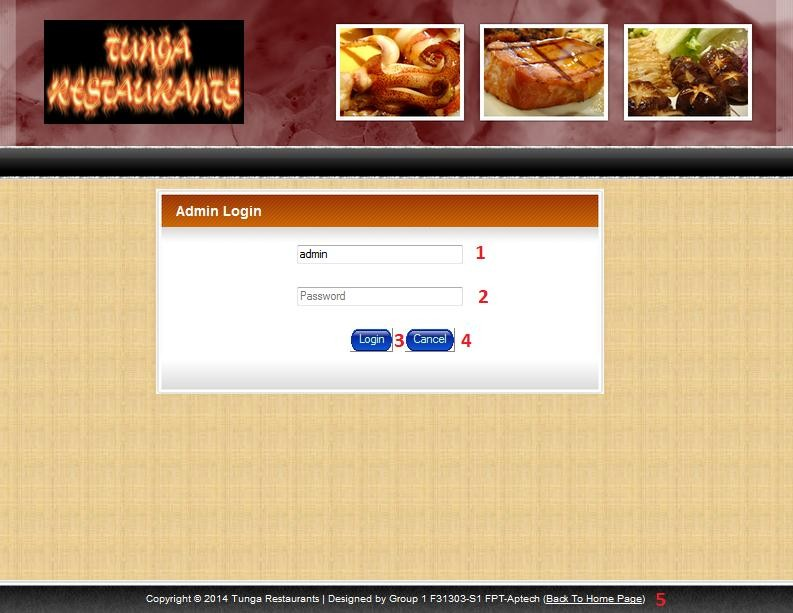 TUNGA
RESTAURANTS
Admin Login
admin 1
Password 2
Login 3 Cancel 4
Copyright © 2014 Tunga Restaurants | Designed by Group 1 F31303-S1 FPT-Aptech (Back To Home Page) 5